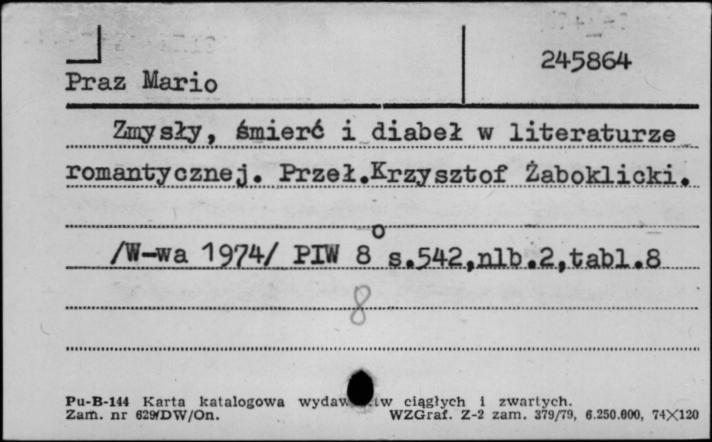 245864
Praz Mario
Zmysły, śmierć i diabeł w literaturze
romantycznej. Przeł.Krzysztof Żaboklicki.
/W-wa 1974/ PIW 8° s.542,nlb.2,tabl.8
8
Pu-B-144 Karta katalogowa ciągłych i zwartych.
Zam. nr 629/DW/On. WZGraf. Z-2 zam. 379/79, 6.250.000, 74×120